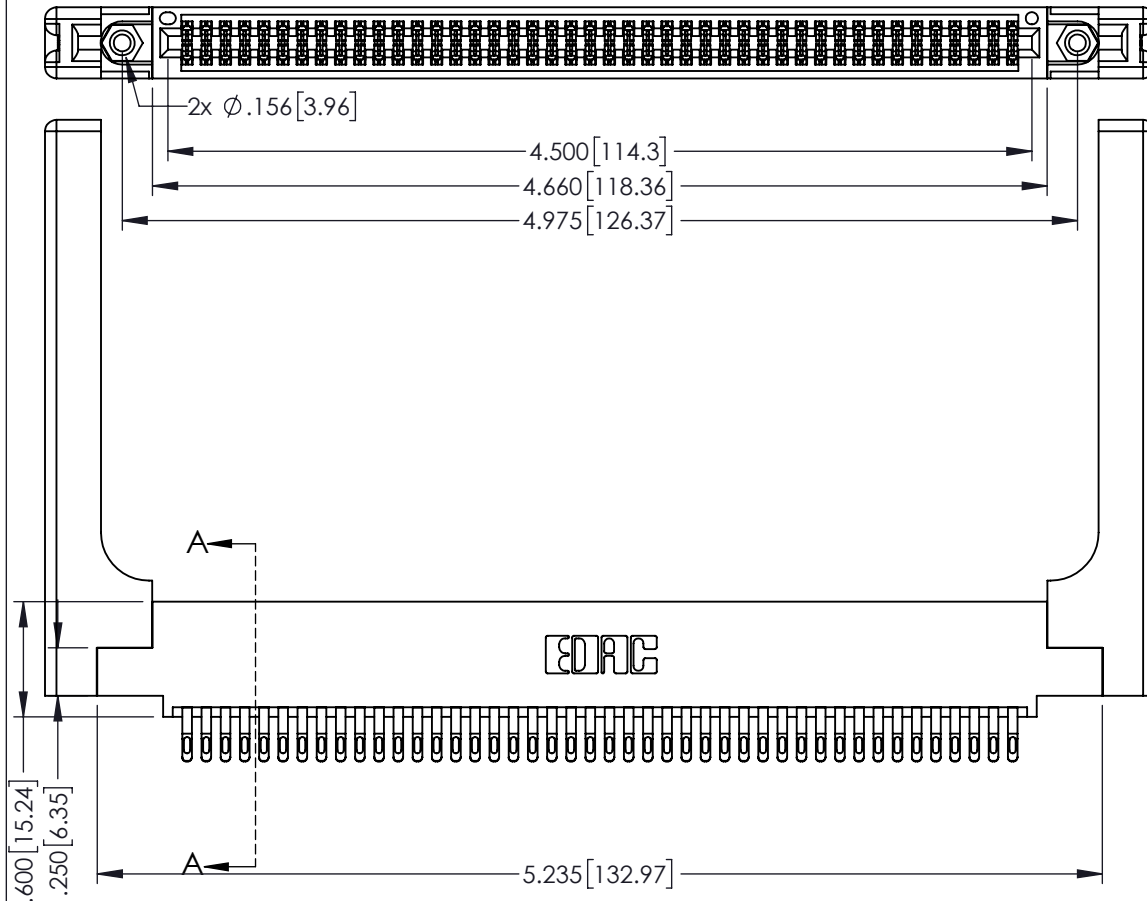 2x ∅.156[3.96]
4.500[114.3]
4.660[118.36]
4.975[126.37]
A
EDAC
.600[15.24]
.250[6.35]
A
5.235[132.97]